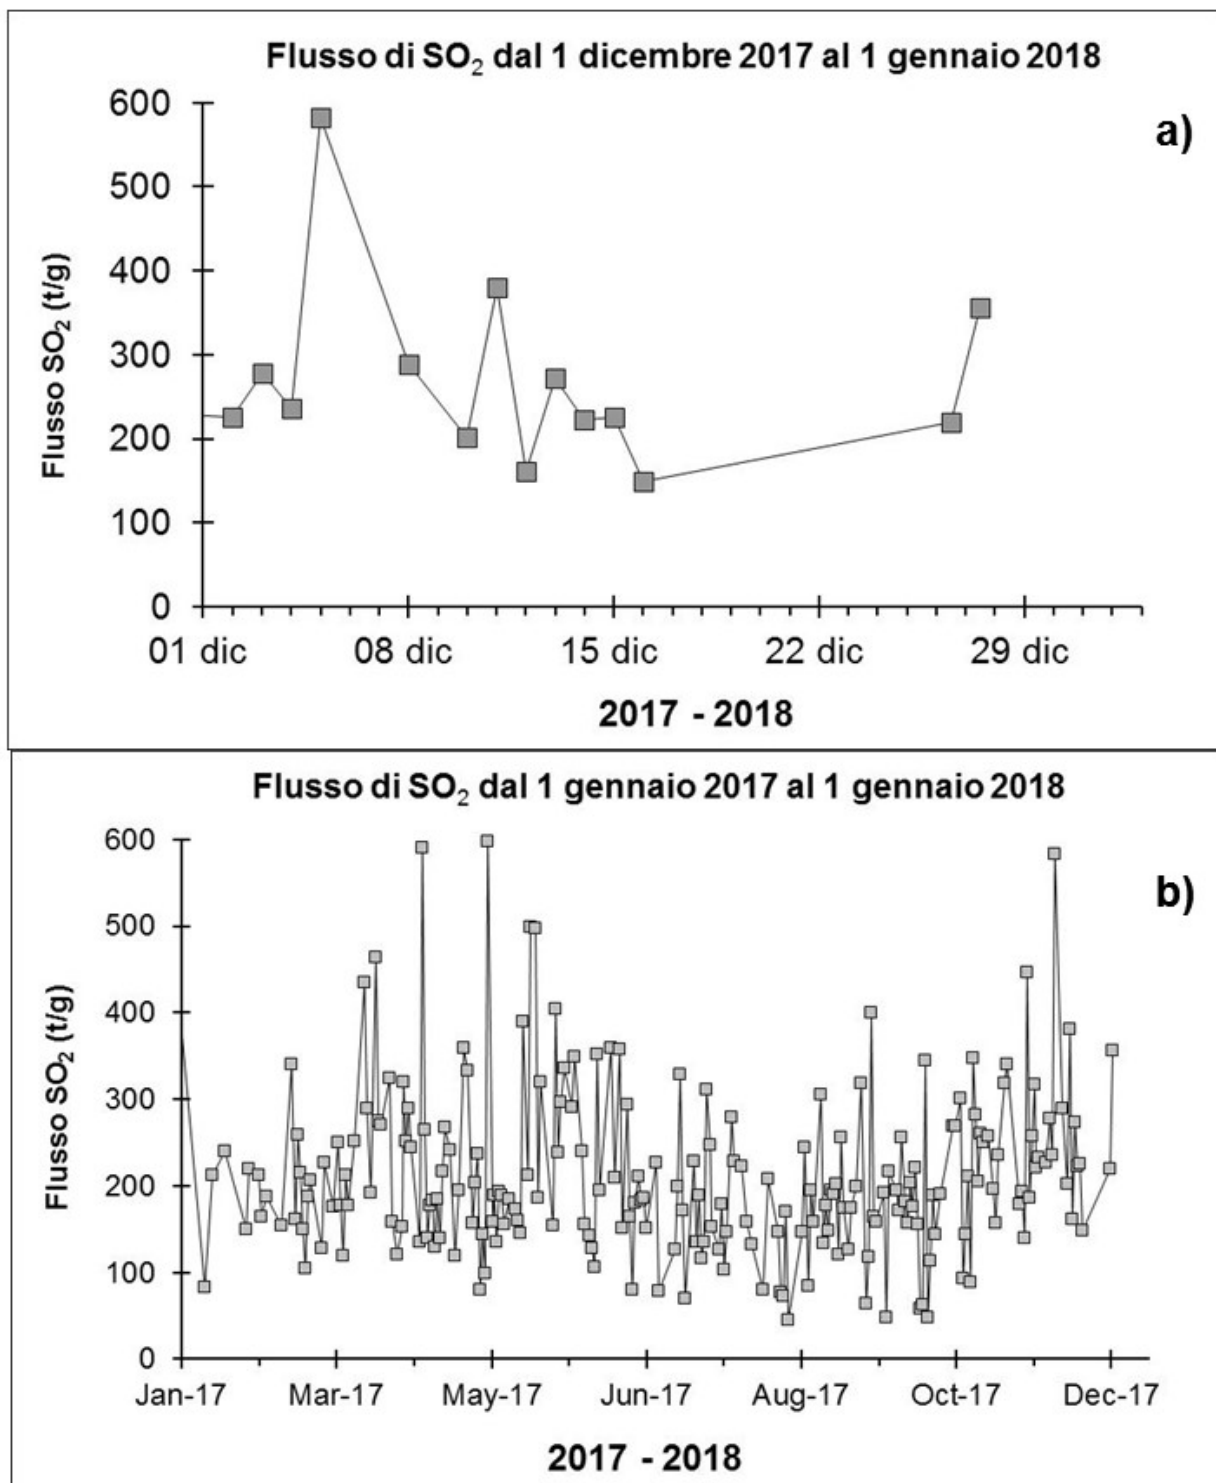 Flusso di SO₂ dal 1 dicembre 2017 al 1 gennaio 2018
a)
Flusso SO₂ (t/g)
600
500
400
300
200
100
0
01 dic 08 dic 15 dic 22 dic 29 dic
2017 - 2018
Flusso di SO₂ dal 1 gennaio 2017 al 1 gennaio 2018
b)
Flusso SO₂ (t/g)
600
500
400
300
200
100
0
Jan-17 Mar-17 May-17 Jun-17 Aug-17 Oct-17 Dec-17
2017 - 2018